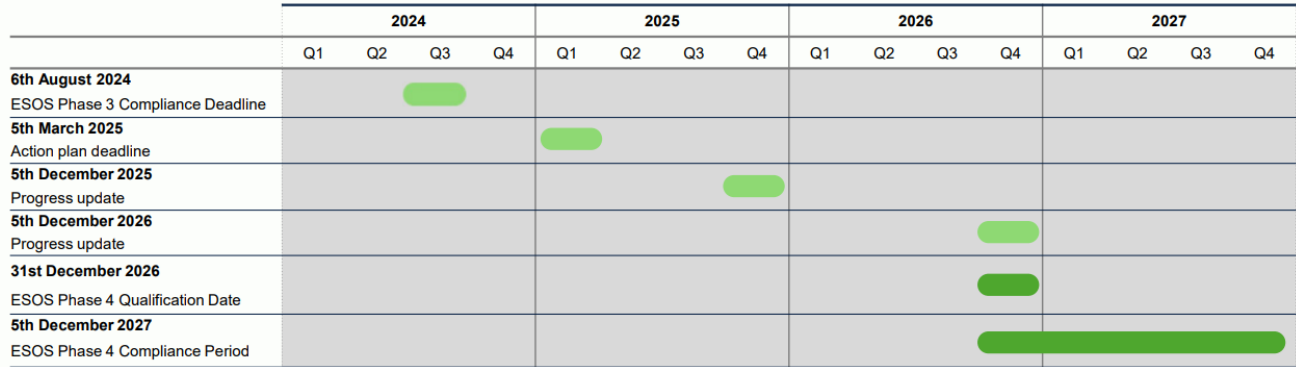 2024 2025 2026 2027
Q1 Q2 Q3 Q4 Q1 Q2 Q3 Q4 Q1 Q2 Q3 Q4 Q1 Q2 Q3 Q4
6th August 2024
ESOS Phase 3 Compliance Deadline
5th March 2025
Action plan deadline
5th December 2025
Progress update
5th December 2026
Progress update
31st December 2026
ESOS Phase 4 Qualification Date
5th December 2027
ESOS Phase 4 Compliance Period